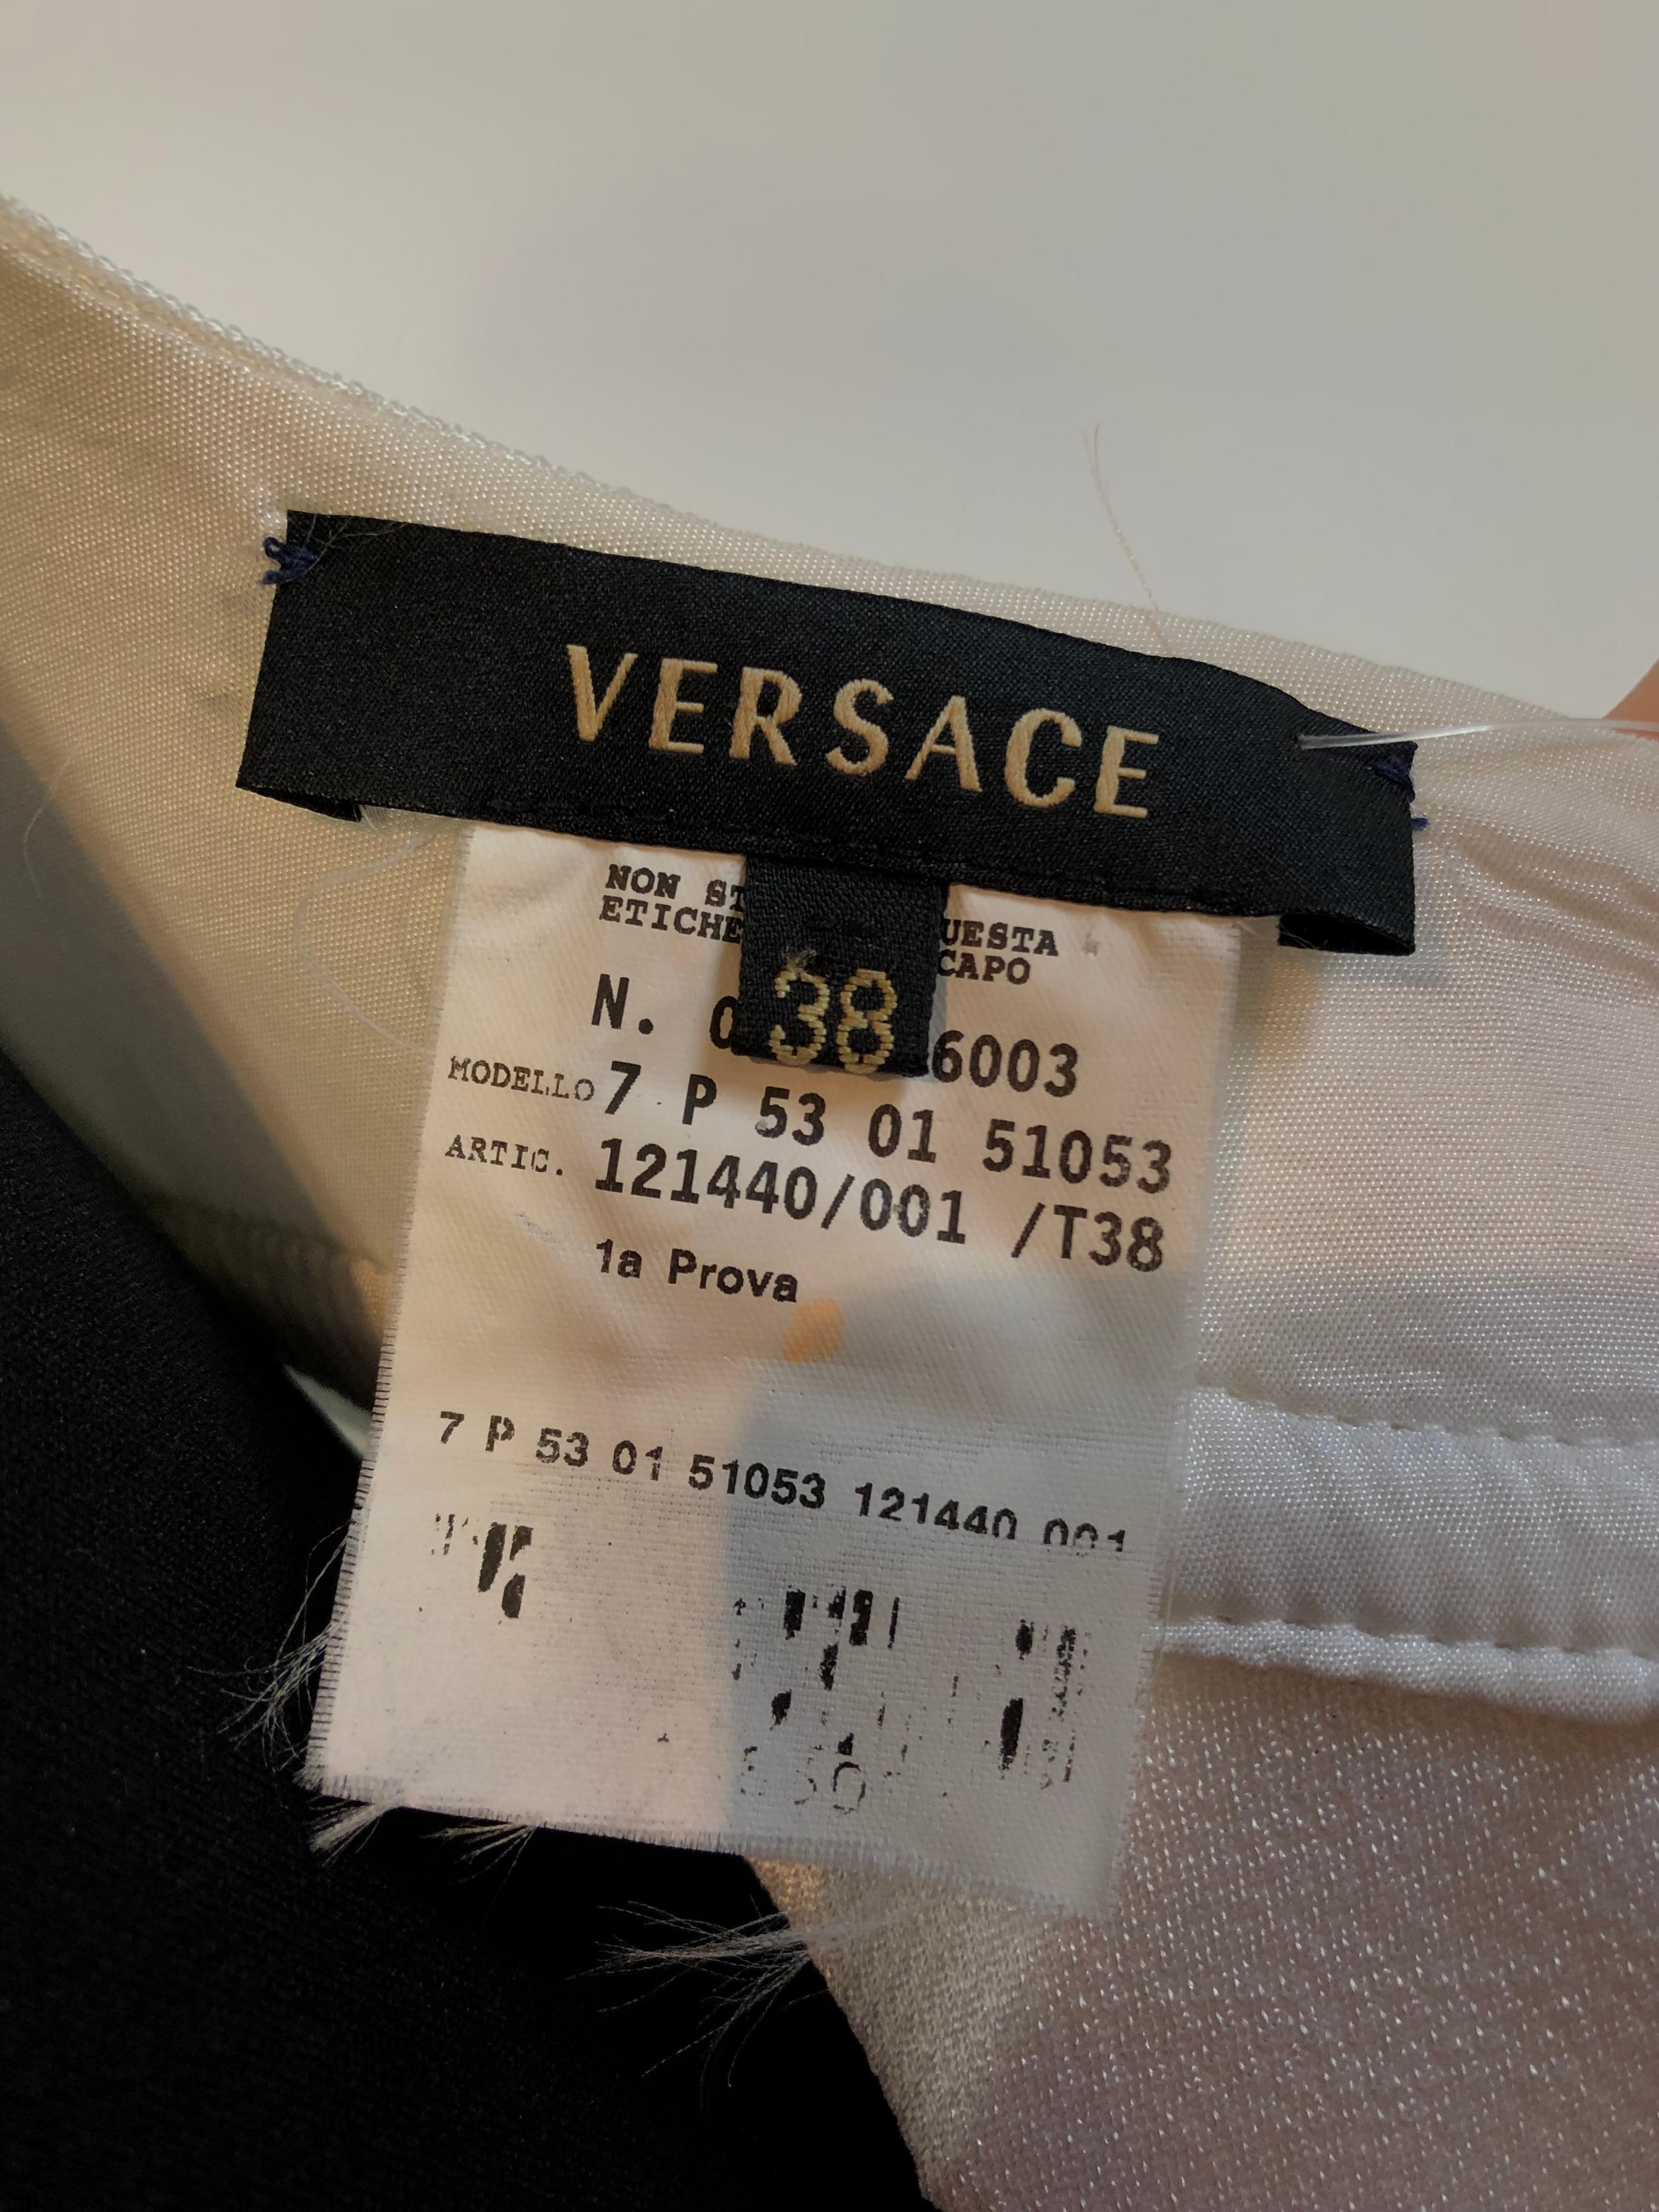 VERSACE
38
NON ST UESTA
ETICHE CAPO
N. 0 6003
MODELLO 7 P 53 01 51053
ARTIC. 121440/001 /T38
1a Prova
7 P 53 01 51053 121440 001